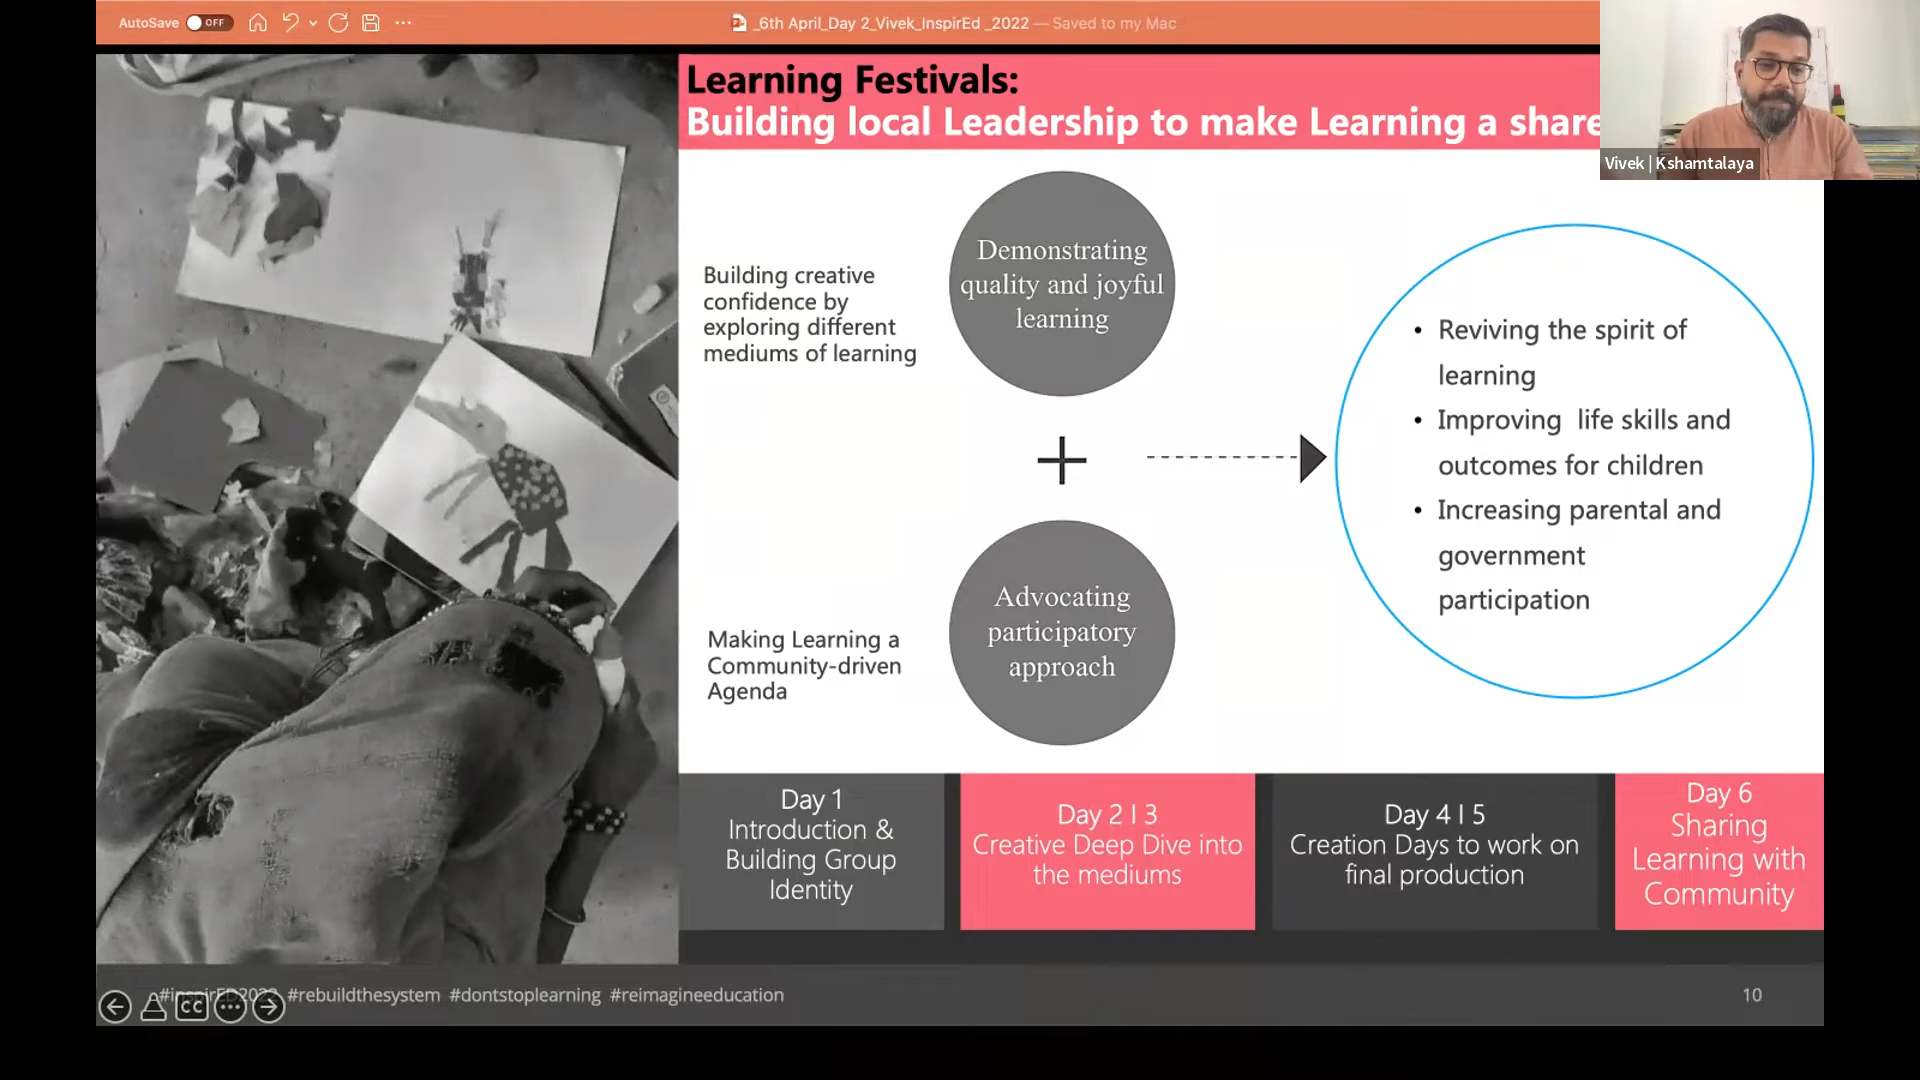 AutoSave OFF
_6th April_Day 2_Vivek_InspirEd _2022 — Saved to my Mac
Learning Festivals:
Building local Leadership to make Learning a share
Vivek | Kshamtalaya
Building creative
confidence by
exploring different
mediums of learning
Demonstrating
quality and joyful
learning
+
Making Learning a
Community-driven
Agenda
Advocating
participatory
approach
• Reviving the spirit of
learning
• Improving life skills and
outcomes for children
• Increasing parental and
government
participation
Day 1
Introduction &
Building Group
Identity
Day 2 I 3
Creative Deep Dive into
the mediums
Day 4 I 5
Creation Days to work on
final production
Day 6
Sharing
Learning with
Community
#inspirED2022 #rebuildthesystem #dontstoplearning #reimagineeducation
CC
10